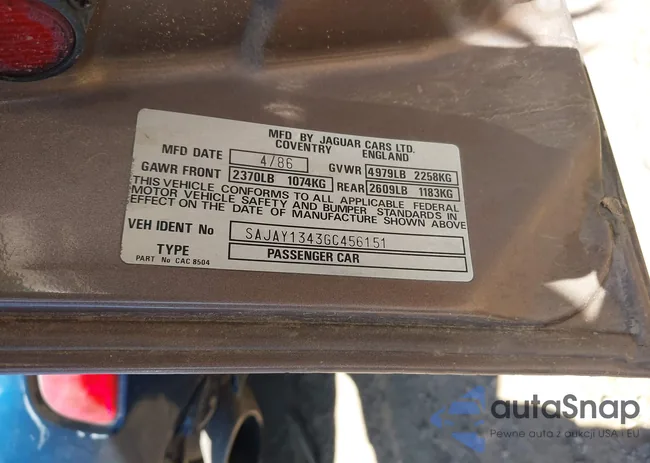 MFD BY JAGUAR CARS LTD.
COVENTRY ENGLAND
MFD DATE 4/86 GVWR 4979LB 2258KG
GAWR FRONT 2370LB 1074KG REAR 2609LB 1183KG
THIS VEHICLE CONFORMS TO ALL APPLICABLE FEDERAL
MOTOR VEHICLE SAFETY AND BUMPER STANDARDS IN
EFFECT ON THE DATE OF MANUFACTURE SHOWN ABOVE
VEH IDENT No SAJAY1343GC456151
TYPE PASSENGER CAR
PART No CAC 8504
autaSnap
Pewne auta z aukcji USA i EU